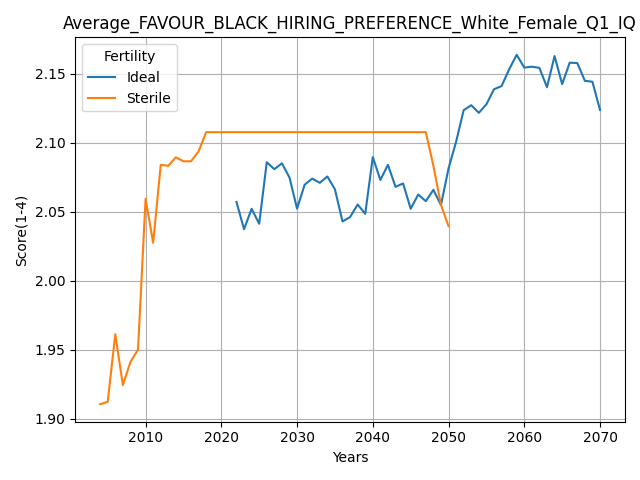 Average_FAVOUR_BLACK_HIRING_PREFERENCE_White_Female_Q1_IQ
Fertility
Ideal
Sterile
Score(1-4)
2.15
2.10
2.05
2.00
1.95
1.90
2010 2020 2030 2040 2050 2060 2070
Years